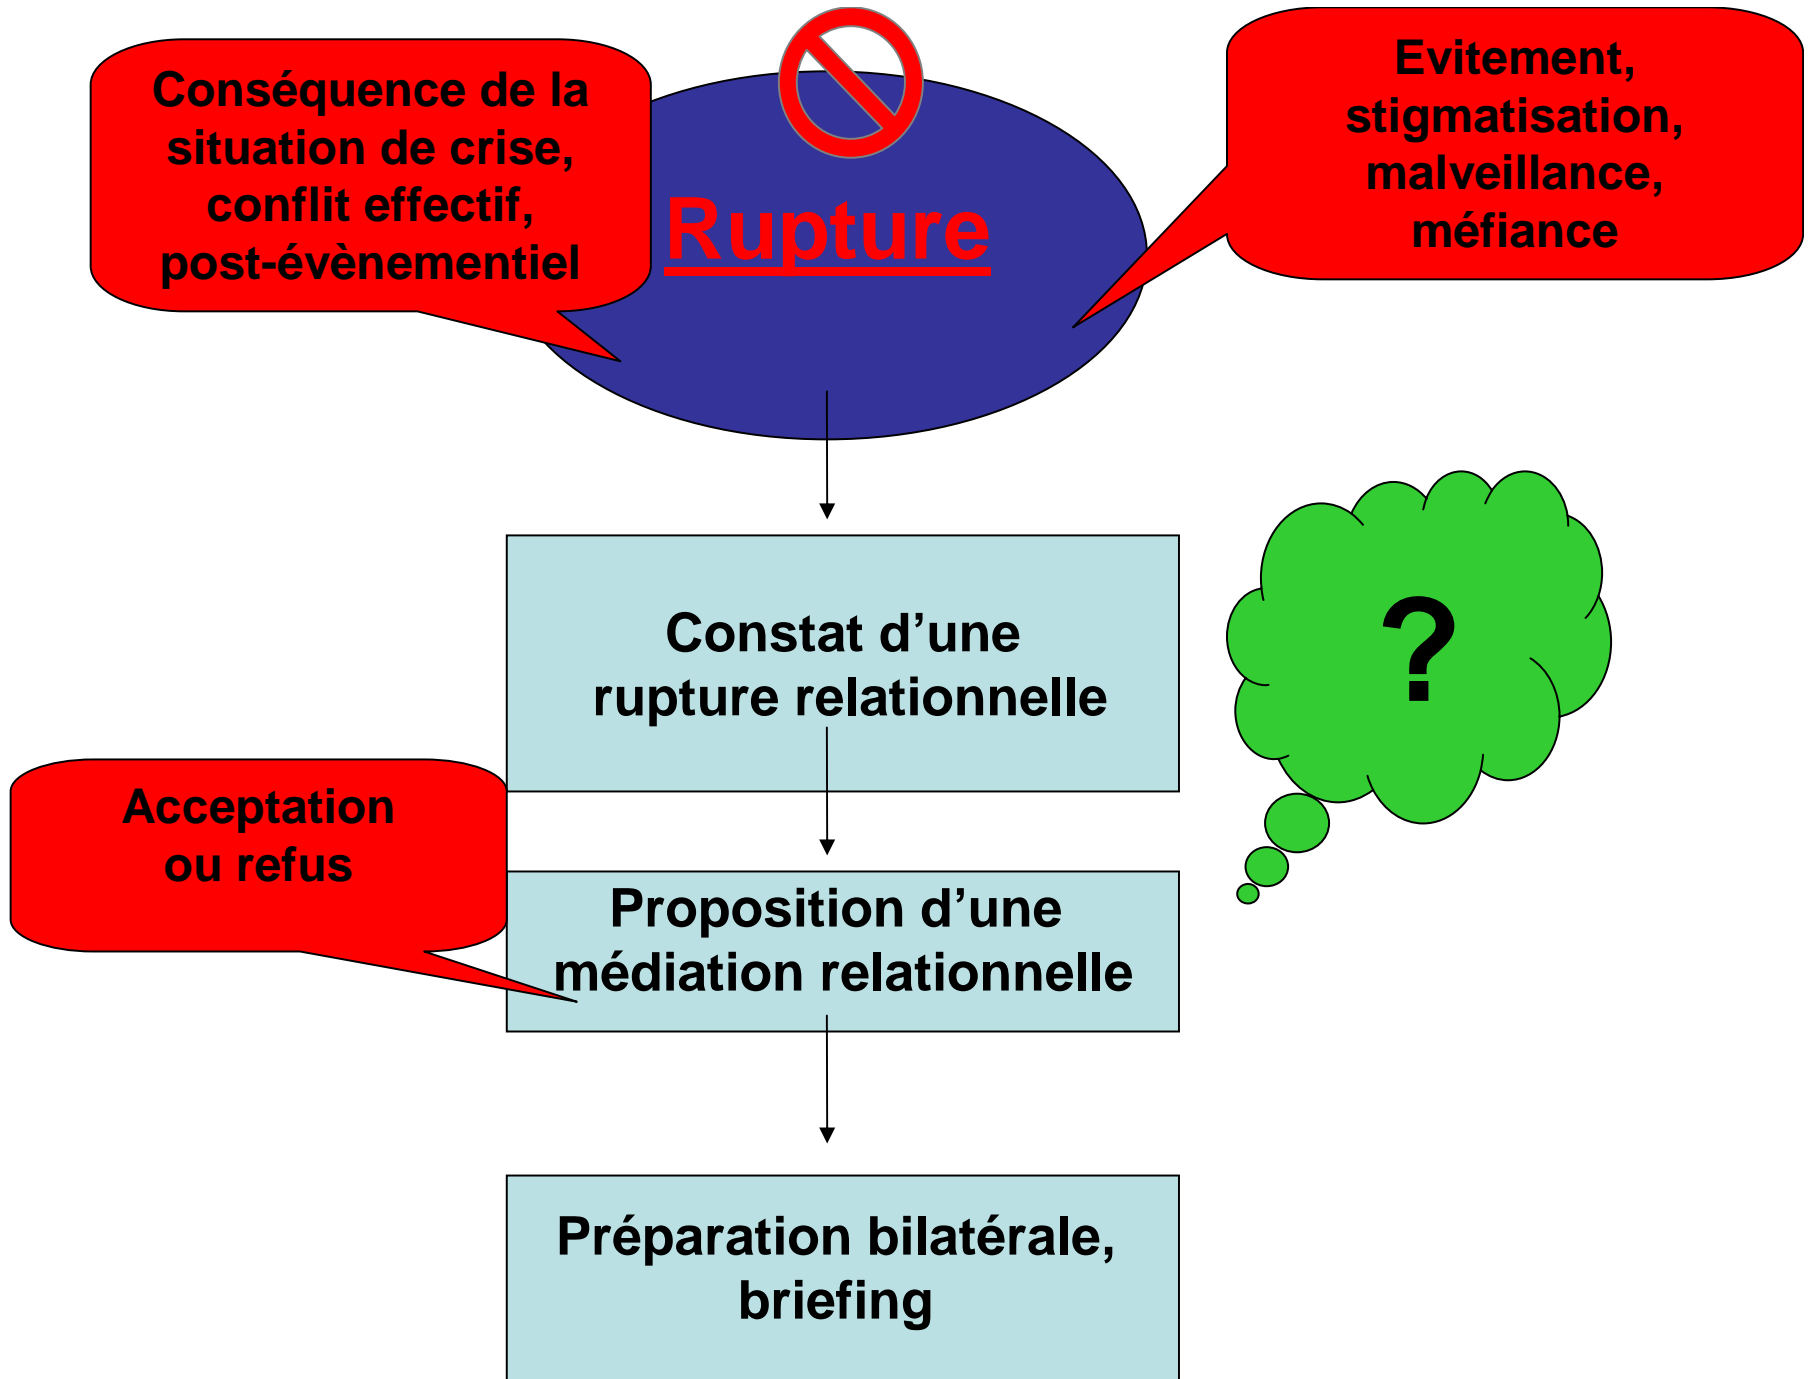 Conséquence de la
situation de crise,
conflit effectif,
post-évènementiel
Rupture
Evitement,
stigmatisation,
malveillance,
méfiance
Constat d’une
rupture relationnelle
?
Acceptation
ou refus
Proposition d’une
médiation relationnelle
Préparation bilatérale,
briefing